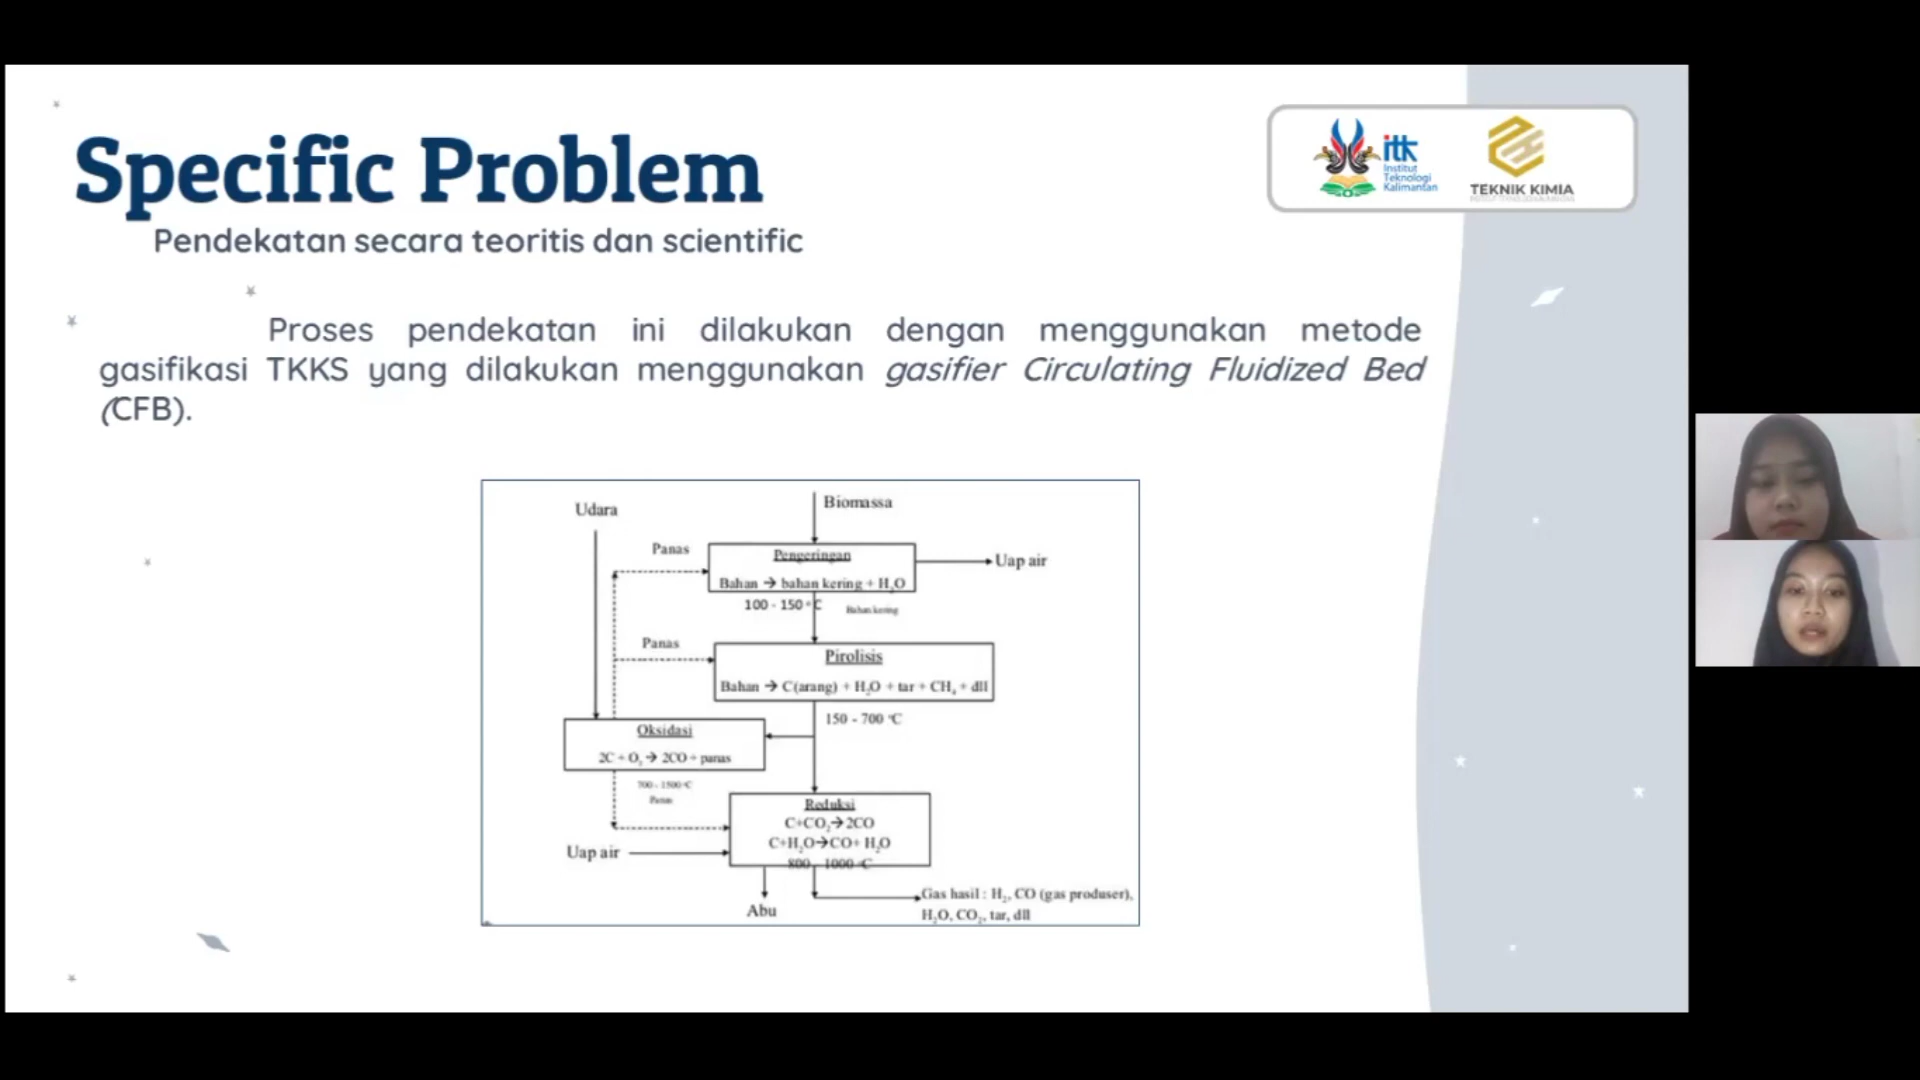 Specific Problem
itk
Institut
Teknologi
Kalimantan
TEKNIK KIMIA
Pendekatan secara teoritis dan scientific
Proses pendekatan ini dilakukan dengan menggunakan metode
gasifikasi TKKS yang dilakukan menggunakan gasifier Circulating Fluidized Bed
(CFB).
Udara
Biomassa
Panas
Pengeringan
Bahan → bahan kering + H₂O
Uap air
100 - 150 °C
Bahan kering
Panas
Pirolisis
Bahan → C(arang) + H₂O + tar + CH₄ + dll
150 - 700 °C
Oksidasi
2C + O₂ → 2CO + panas
700 - 1500 °C
Panas
Reduksi
C+CO₂→2CO
C+H₂O→CO+ H₂O
800 - 1000 °C
Uap air
Abu
Gas hasil : H₂, CO (gas produser),
H₂O, CO₂, tar, dll